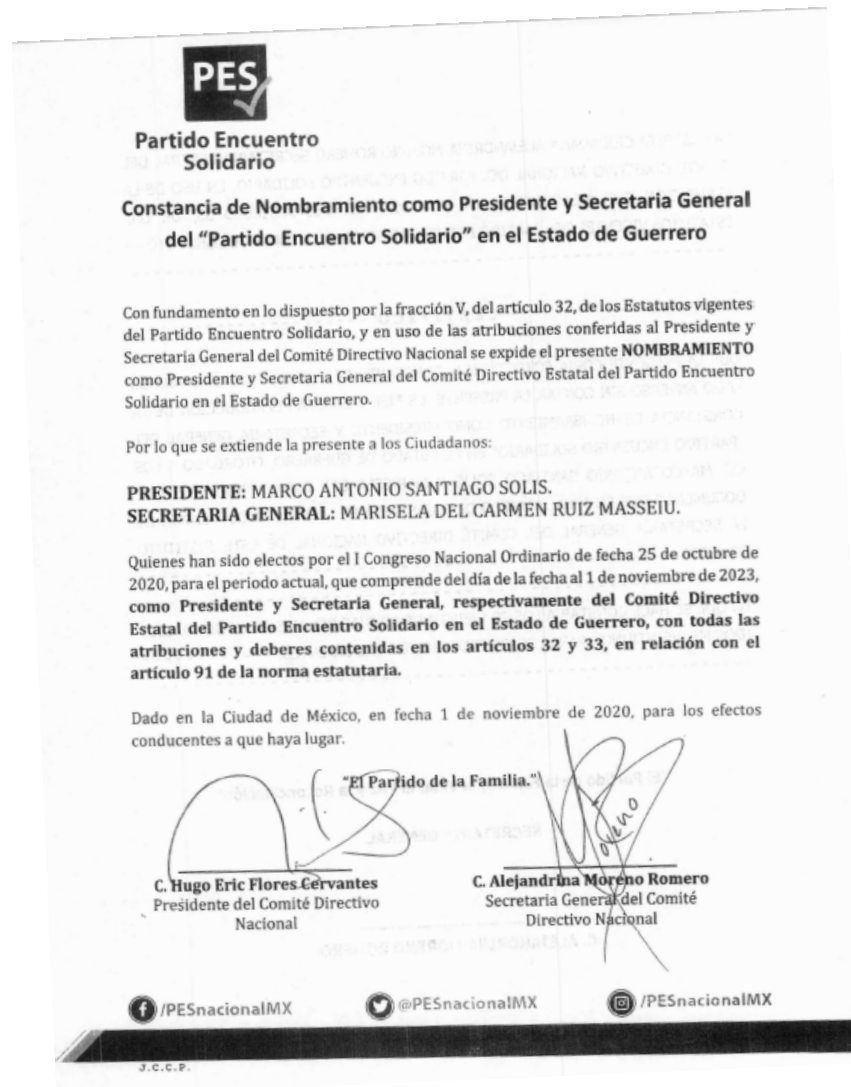 PES
Partido Encuentro
Solidario
Constancia de Nombramiento como Presidente y Secretaria General
del “Partido Encuentro Solidario” en el Estado de Guerrero
Con fundamento en lo dispuesto por la fracción V, del artículo 32, de los Estatutos vigentes
del Partido Encuentro Solidario, y en uso de las atribuciones conferidas al Presidente y
Secretaria General del Comité Directivo Nacional se expide el presente NOMBRAMIENTO
como Presidente y Secretaria General del Comité Directivo Estatal del Partido Encuentro
Solidario en el Estado de Guerrero.
Por lo que se extiende la presente a los Ciudadanos:
PRESIDENTE: MARCO ANTONIO SANTIAGO SOLIS.
SECRETARIA GENERAL: MARISELA DEL CARMEN RUIZ MASSEIU.
Quienes han sido electos por el I Congreso Nacional Ordinario de fecha 25 de octubre de
2020, para el periodo actual, que comprende del día de la fecha al 1 de noviembre de 2023,
como Presidente y Secretaria General, respectivamente del Comité Directivo
Estatal del Partido Encuentro Solidario en el Estado de Guerrero, con todas las
atribuciones y deberes contenidas en los artículos 32 y 33, en relación con el
artículo 91 de la norma estatutaria.
Dado en la Ciudad de México, en fecha 1 de noviembre de 2020, para los efectos
conducentes a que haya lugar.
“El Partido de la Familia.”
C. Hugo Eric Flores Cervantes
Presidente del Comité Directivo
Nacional
C. Alejandrina Moreno Romero
Secretaria General del Comité
Directivo Nacional
/PESnacionalMX
@PESnacionalMX
/PESnacionalMX
J.C.C.P.